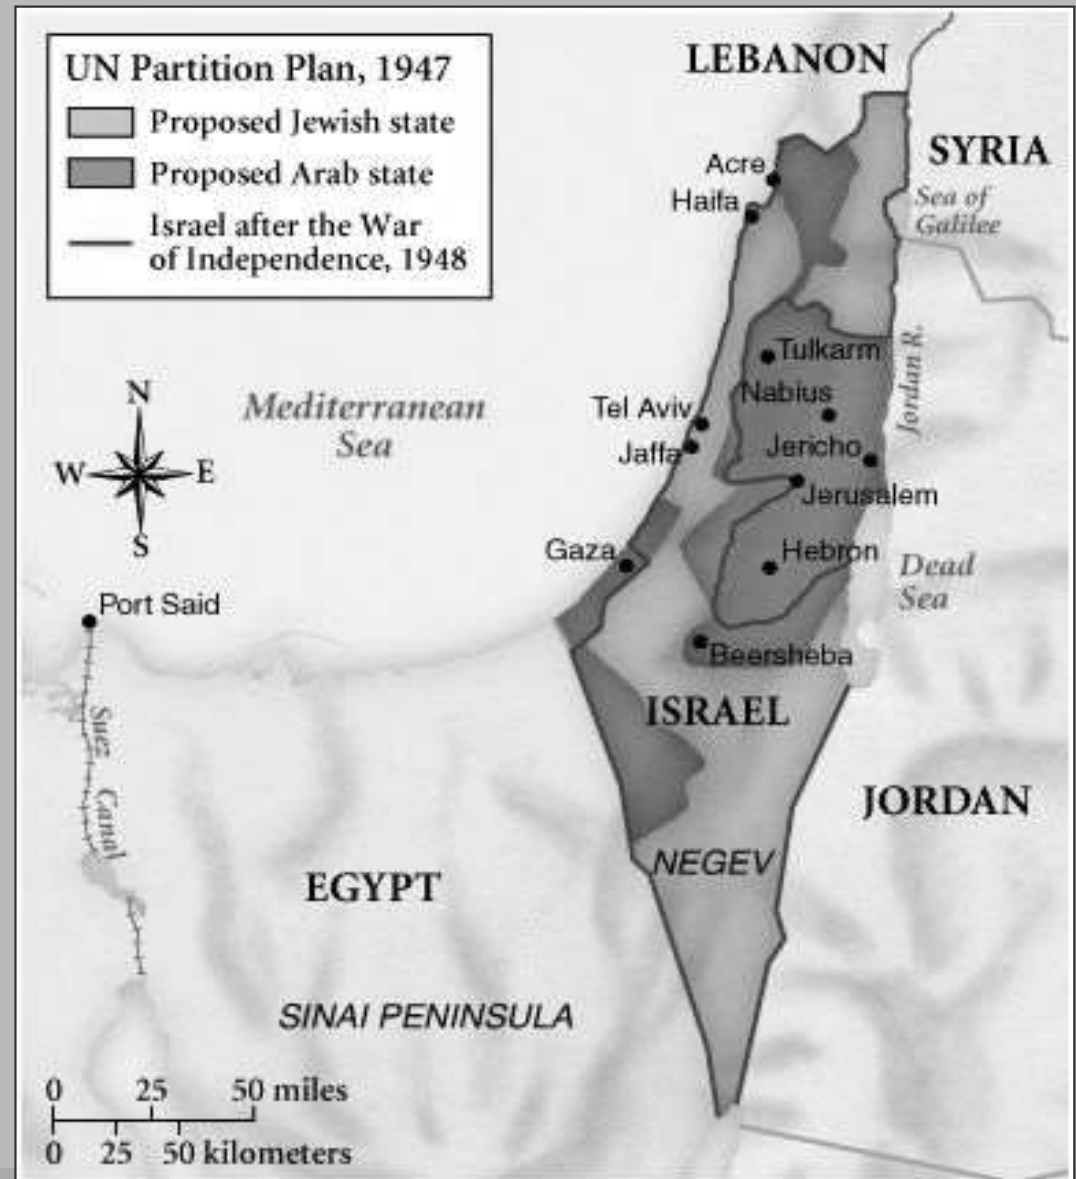 UN Partition Plan, 1947
Proposed Jewish state
Proposed Arab state
Israel after the War
of Independence, 1948
LEBANON
SYRIA
Acre
Haifa
Sea of
Galilee
Tulkarm
Nabius
Jordan R.
N
W
E
S
Mediterranean
Sea
Tel Aviv
Jaffa
Jericho
Jerusalem
Gaza
Hebron
Dead
Sea
Port Said
Beersheba
Suez Canal
ISRAEL
JORDAN
NEGEV
EGYPT
SINAI PENINSULA
0 25 50 miles
0 25 50 kilometers